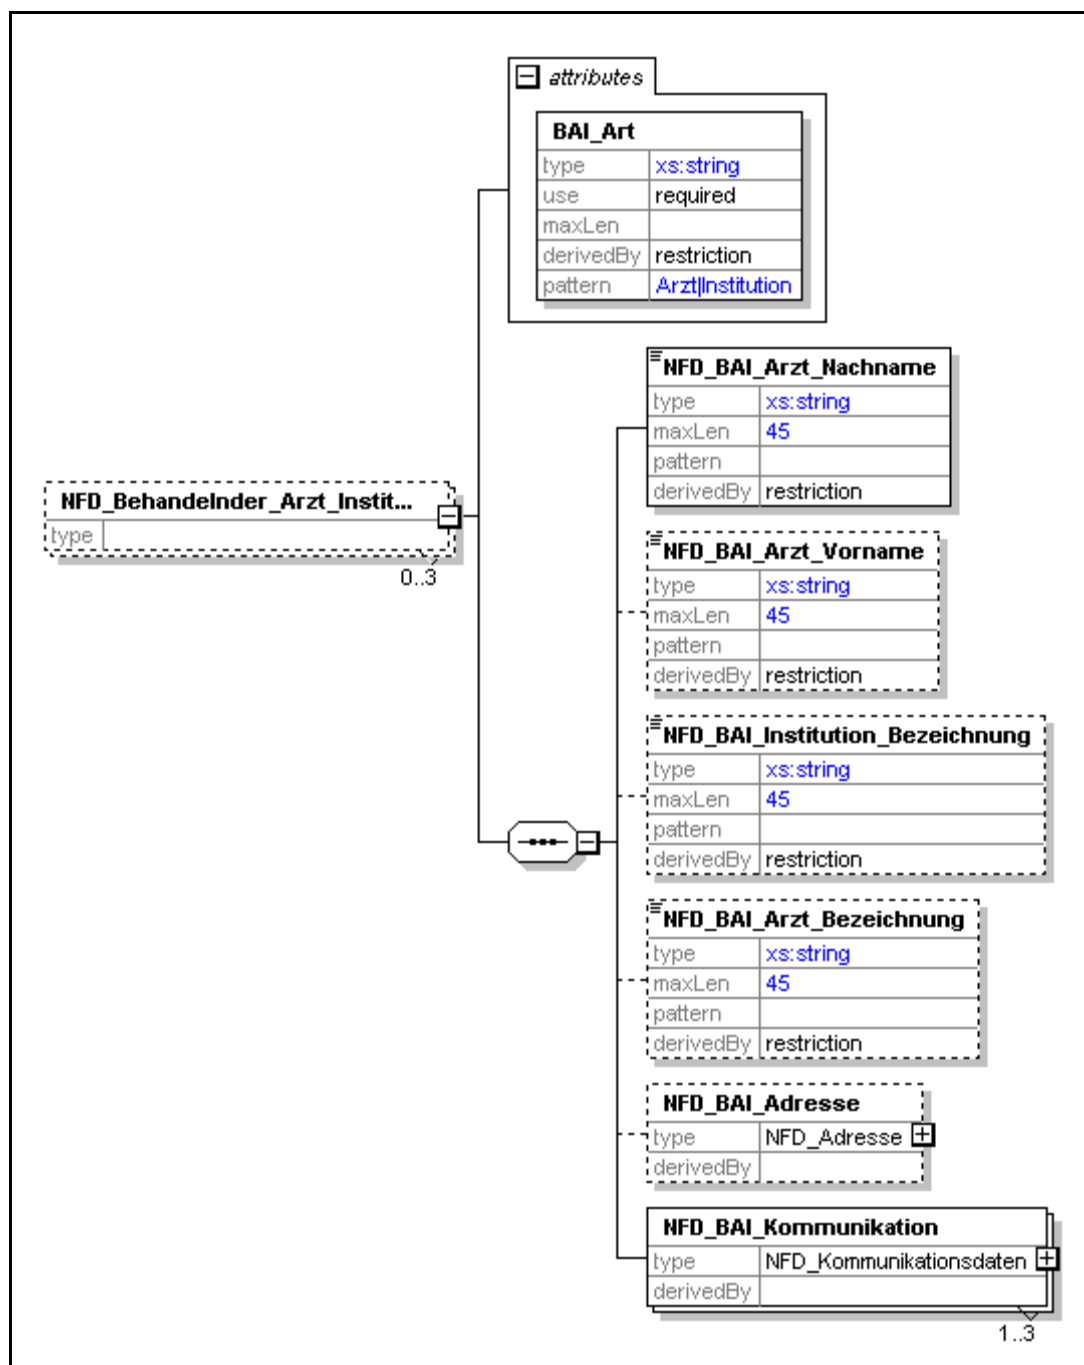 attributes
BAI_Art
type xs:string
use required
maxLen
derivedBy restriction
pattern Arzt|Institution
NFD_BAI_Arzt_Nachname
type xs:string
maxLen 45
pattern
derivedBy restriction
NFD_Behandelnder_Arzt_Instit...
type
0..3
NFD_BAI_Arzt_Vorname
type xs:string
maxLen 45
pattern
derivedBy restriction
NFD_BAI_Institution_Bezeichnung
type xs:string
maxLen 45
pattern
derivedBy restriction
NFD_BAI_Arzt_Bezeichnung
type xs:string
maxLen 45
pattern
derivedBy restriction
NFD_BAI_Adresse
type NFD_Adresse
derivedBy
NFD_BAI_Kommunikation
type NFD_Kommunikationsdaten
derivedBy
1..3